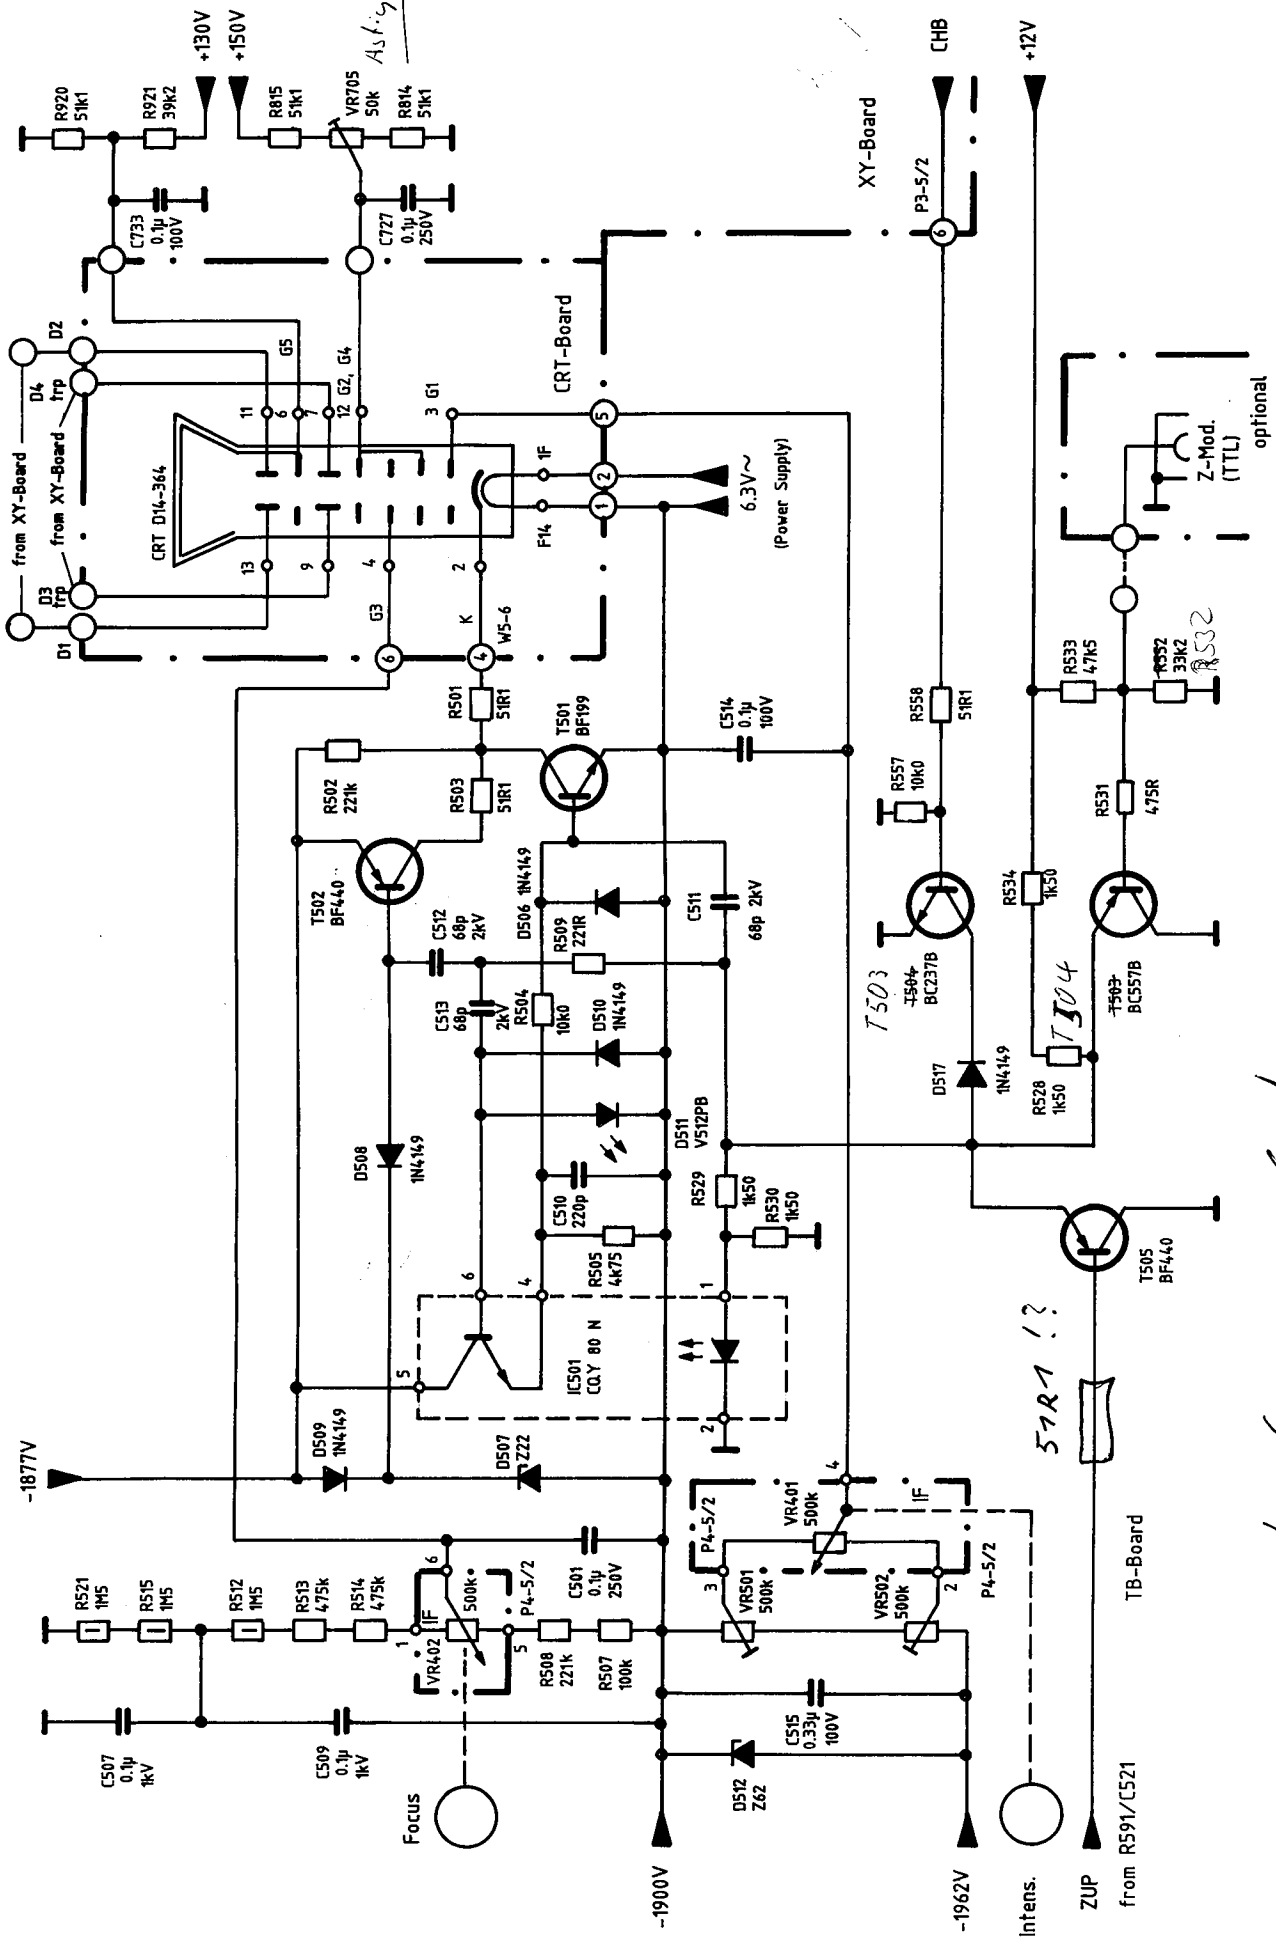 R920
51k1
R921
39k2
+130V
+150V
R815
51k1
VR705
50k
R814
51k1
Astig
C733
0.1µ
100V
C727
0.1µ
250V
from XY-Board
from XY-Board
D2
D4
trp
D3
trp
D1
CRT D14-364
11
6
7
12
G5
G2, G4
3 G1
13
9
4
2
G3
K
1F
F14
CRT-Board
6
4
W5-6
1
2
5
6.3V~
(Power Supply)
XY-Board
CHB
P3-5/2
6
+12V
R501
51R1
R502
221k
R503
51R1
T501
BF199
T502
BF440
C514
0.1µ
100V
C512
68p
2kV
C513
68p
2kV
D506 1N4149
R509
221R
R504
10k0
D510
1N4149
C511
68p 2kV
D508
1N4149
D511
V512PB
C510
220p
R505
4k75
R529
1k50
R530
1k50
IC501
CQY 80 N
5
6
4
1
2
R558
51R1
R557
10k0
T503
T504
BC237B
R534
1k50
R531
475R
R533
47k5
R552
33k2
R532
Z-Mod.
(TTL)
optional
T504
T503
BC557B
D517
1N4149
R528
1k50
T505
BF440
51R1 !?
-1877V
D509
1N4149
D507
Z22
R521
1M5
R515
1M5
R512
1M5
R513
475k
R514
475k
1
1F
VR402
500k
6
5
P4-5/2
R508
221k
R507
100k
C501
0.1µ
250V
C507
0.1µ
1kV
C509
0.1µ
1kV
Focus
P4-5/2
VR401
500k
4
1F
3
VR501
500k
VR502
500k
2
P4-5/2
C515
0.33µ
100V
D512
Z62
-1900V
-1962V
Intens.
ZUP
from R591/C521
TB-Board